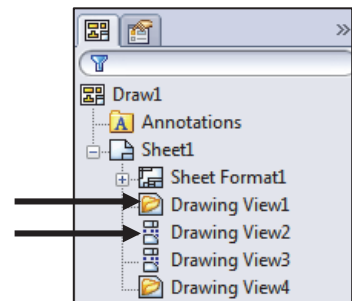 »
Draw1
A Annotations
Sheet1
Sheet Format1
Drawing View1
Drawing View2
Drawing View3
Drawing View4